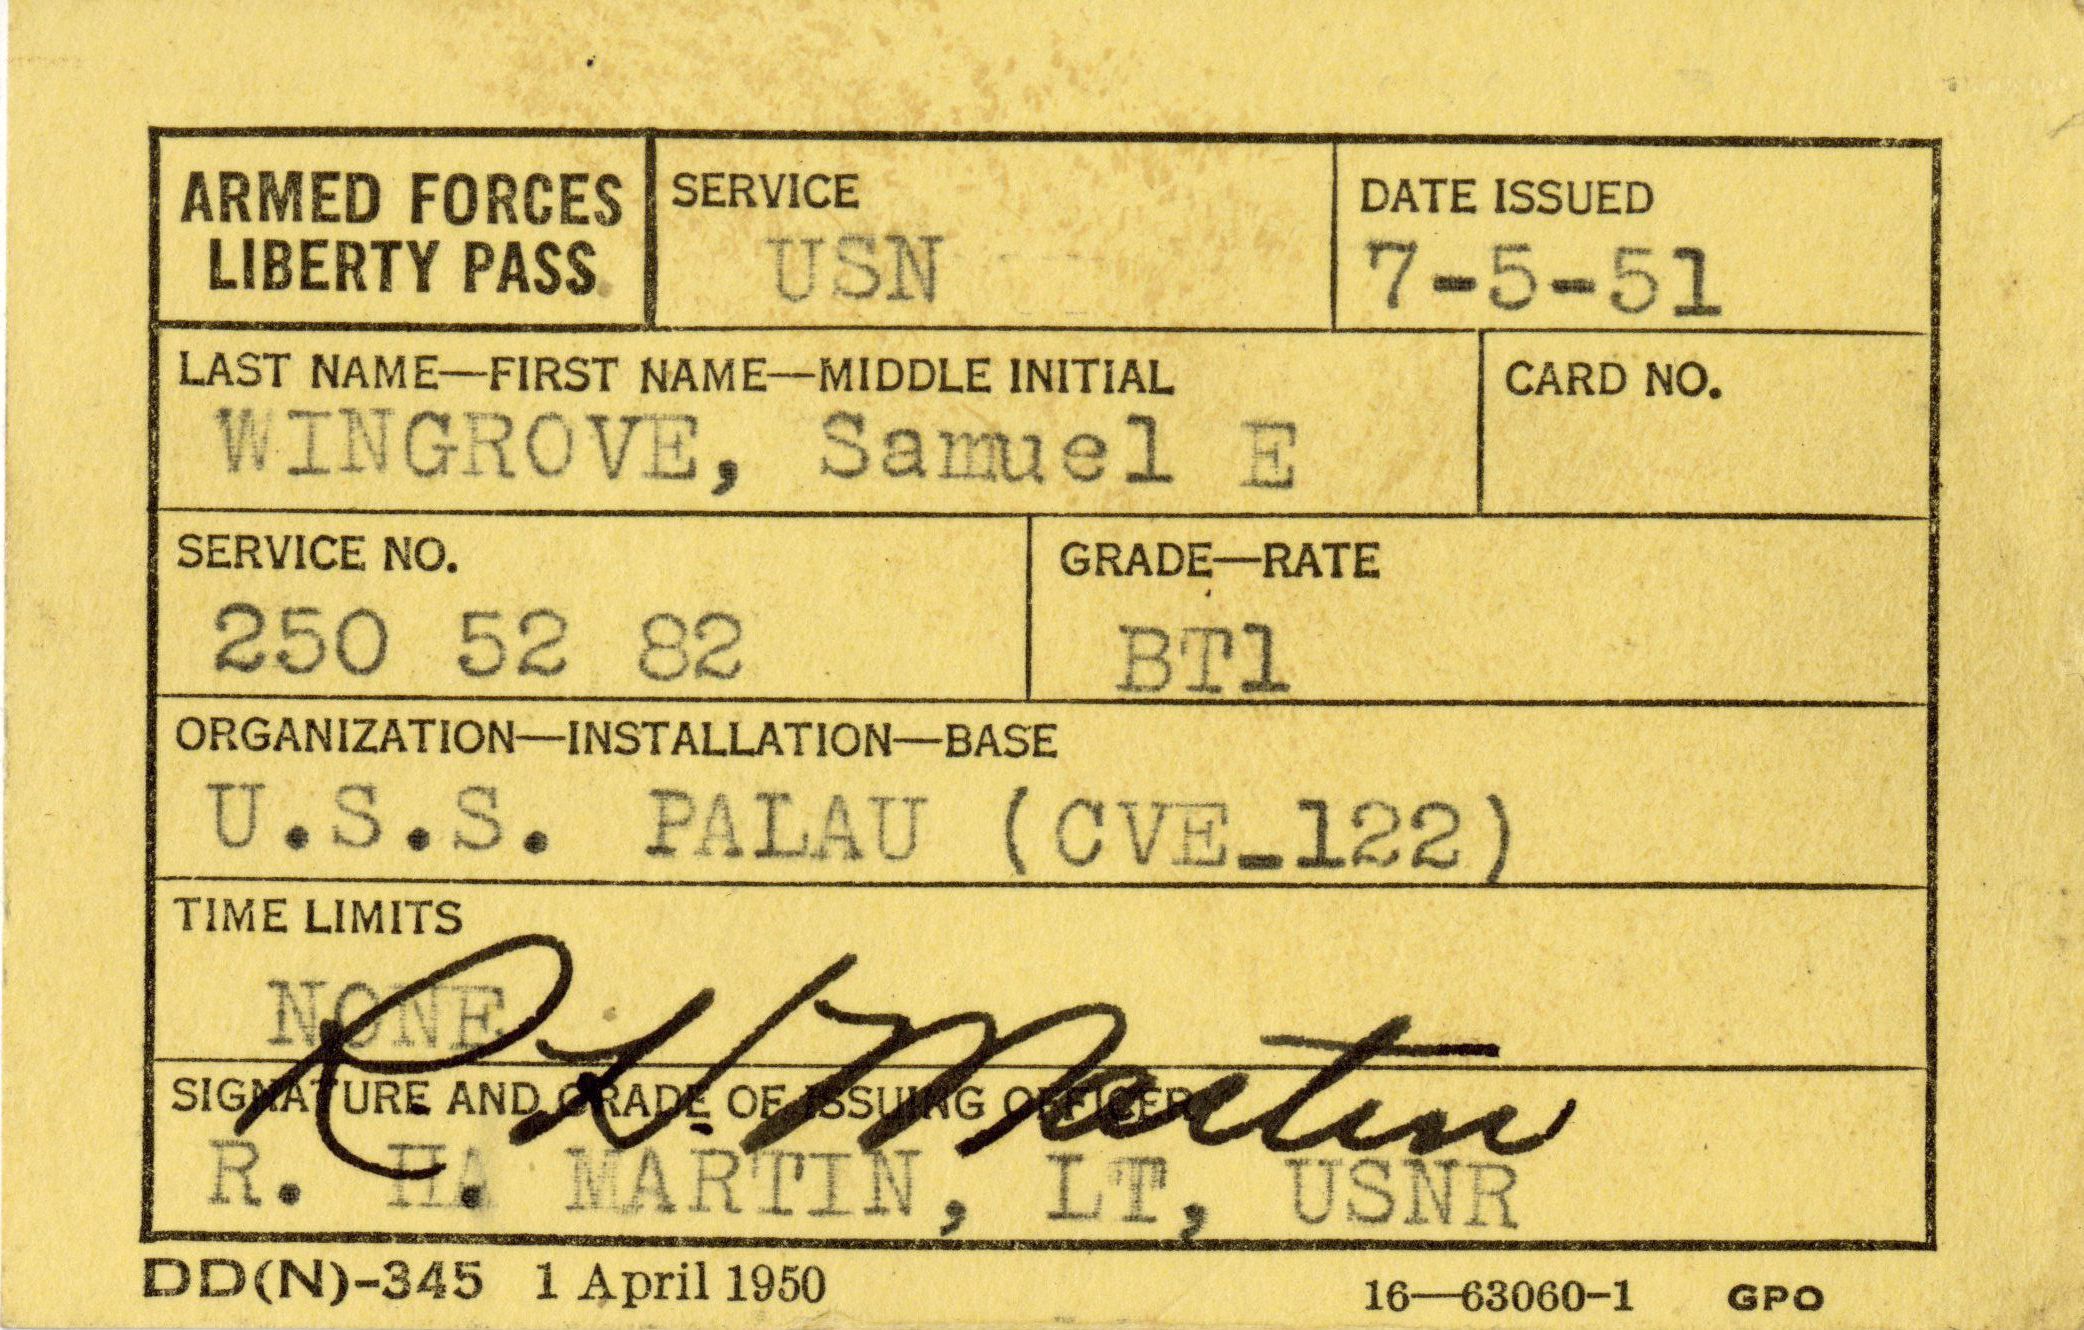 ARMED FORCES
LIBERTY PASS
SERVICE
USN
DATE ISSUED
7-5-51
LAST NAME—FIRST NAME—MIDDLE INITIAL
WINGROVE, Samuel E
CARD NO.
SERVICE NO.
250 52 82
GRADE—RATE
BT1
ORGANIZATION—INSTALLATION—BASE
U.S.S. PALAU (CVE-122)
TIME LIMITS
NONE
R. H. Martin
SIGNATURE AND GRADE OF ISSUING OFFICER
R. H. MARTIN, LT, USNR
DD(N)-345 1 April 1950
16—63060-1 GPO